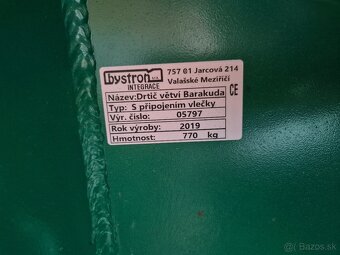 bystroň
INTEGRACE
757 01 Jarcová 214
Valašské Meziříčí
Název: Drtič větví Barakuda
CE
Typ: S připojením vlečky
Výr. číslo: 05797
Rok výroby: 2019
Hmotnost: 770 kg
Bazos.sk